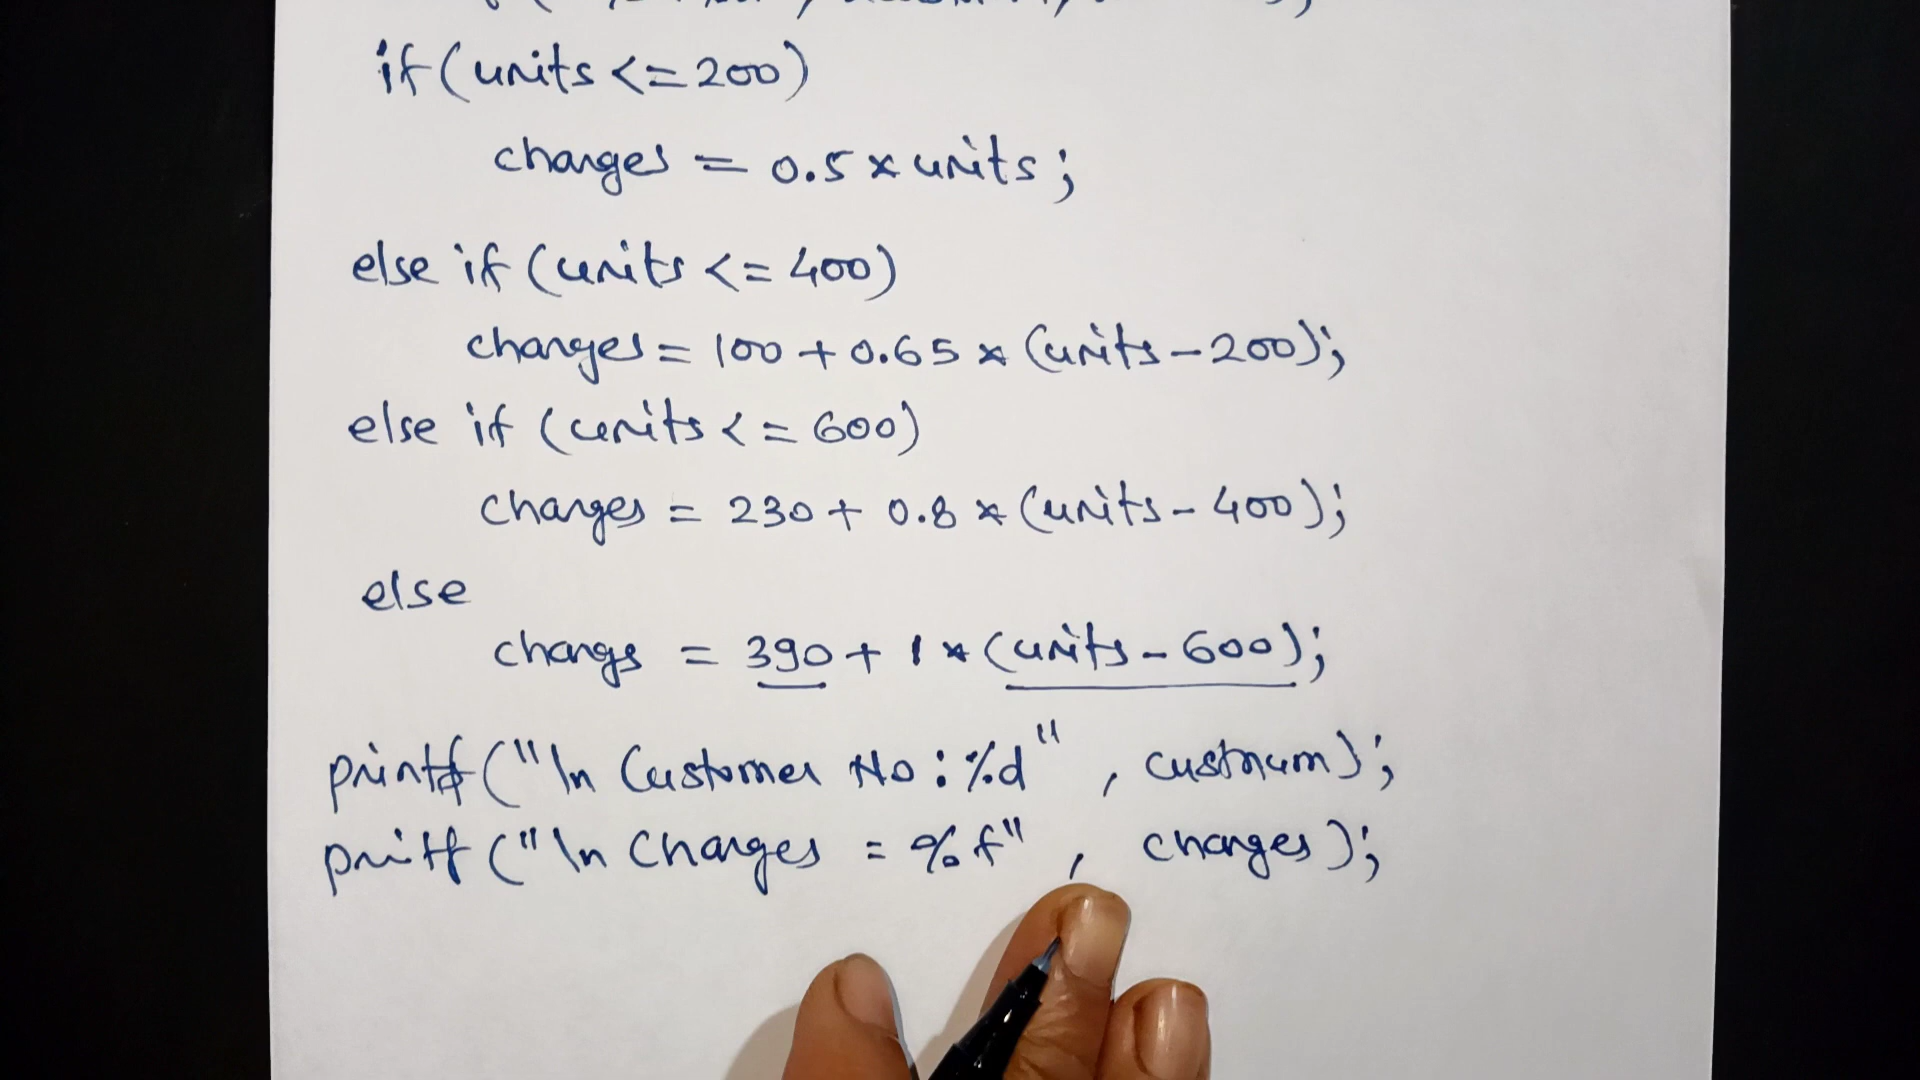 if (units <= 200)
charges = 0.5 * units;
else if (units <= 400)
charges = 100 + 0.65 * (units - 200);
else if (units <= 600)
charges = 230 + 0.8 * (units - 400);
else
chargs = 390 + 1 * (units - 600);
printf ("\n Customer No : %d" , custnum);
printf ("\n Charges = %f" , charges);